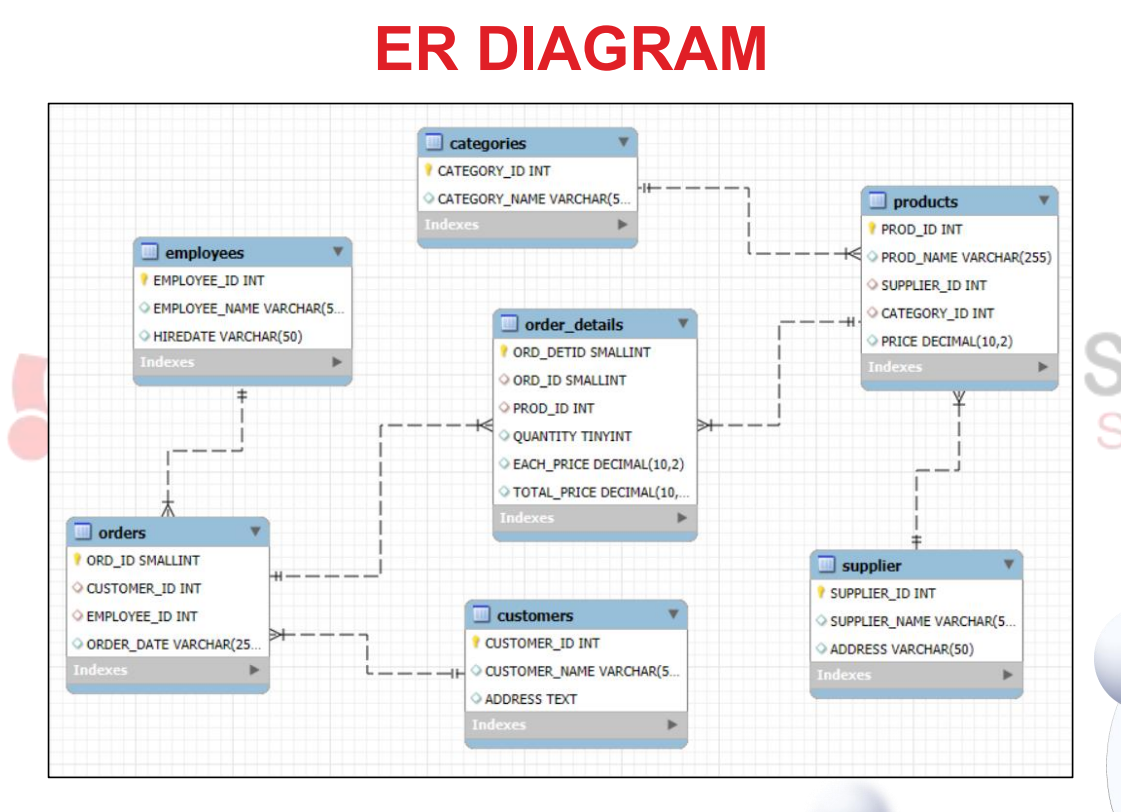 ER DIAGRAM
categories
CATEGORY_ID INT
CATEGORY_NAME VARCHAR(5...
Indexes
products
PROD_ID INT
PROD_NAME VARCHAR(255)
SUPPLIER_ID INT
CATEGORY_ID INT
PRICE DECIMAL(10,2)
Indexes
employees
EMPLOYEE_ID INT
EMPLOYEE_NAME VARCHAR(5...
HIREDATE VARCHAR(50)
Indexes
order_details
ORD_DETID SMALLINT
ORD_ID SMALLINT
PROD_ID INT
QUANTITY TINYINT
EACH_PRICE DECIMAL(10,2)
TOTAL_PRICE DECIMAL(10,...
Indexes
orders
ORD_ID SMALLINT
CUSTOMER_ID INT
EMPLOYEE_ID INT
ORDER_DATE VARCHAR(25...
Indexes
customers
CUSTOMER_ID INT
CUSTOMER_NAME VARCHAR(5...
ADDRESS TEXT
Indexes
supplier
SUPPLIER_ID INT
SUPPLIER_NAME VARCHAR(5...
ADDRESS VARCHAR(50)
Indexes
S
S